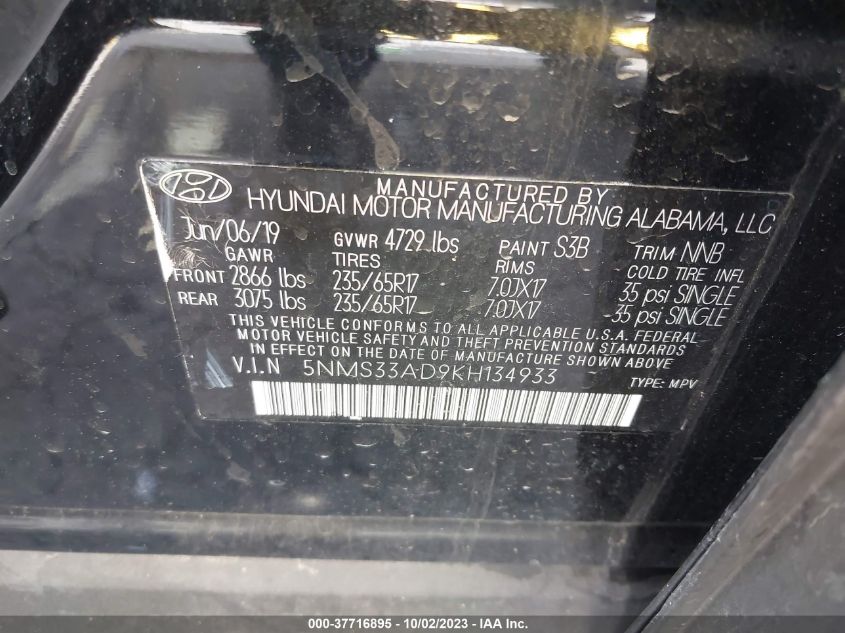 MANUFACTURED BY
HYUNDAI MOTOR MANUFACTURING ALABAMA, LLC
Jun/06/19 GVWR 4729 lbs PAINT S3B TRIM NNB
GAWR TIRES RIMS COLD TIRE INFL
FRONT 2866 lbs 235/65R17 7.0JX17 35 psi SINGLE
REAR 3075 lbs 235/65R17 7.0JX17 35 psi SINGLE
THIS VEHICLE CONFORMS TO ALL APPLICABLE U.S.A. FEDERAL
MOTOR VEHICLE SAFETY AND THEFT PREVENTION STANDARDS
IN EFFECT ON THE DATE OF MANUFACTURE SHOWN ABOVE
V.I.N 5NMS33AD9KH134933 TYPE: MPV
000-37716895 - 10/02/2023 - IAA Inc.